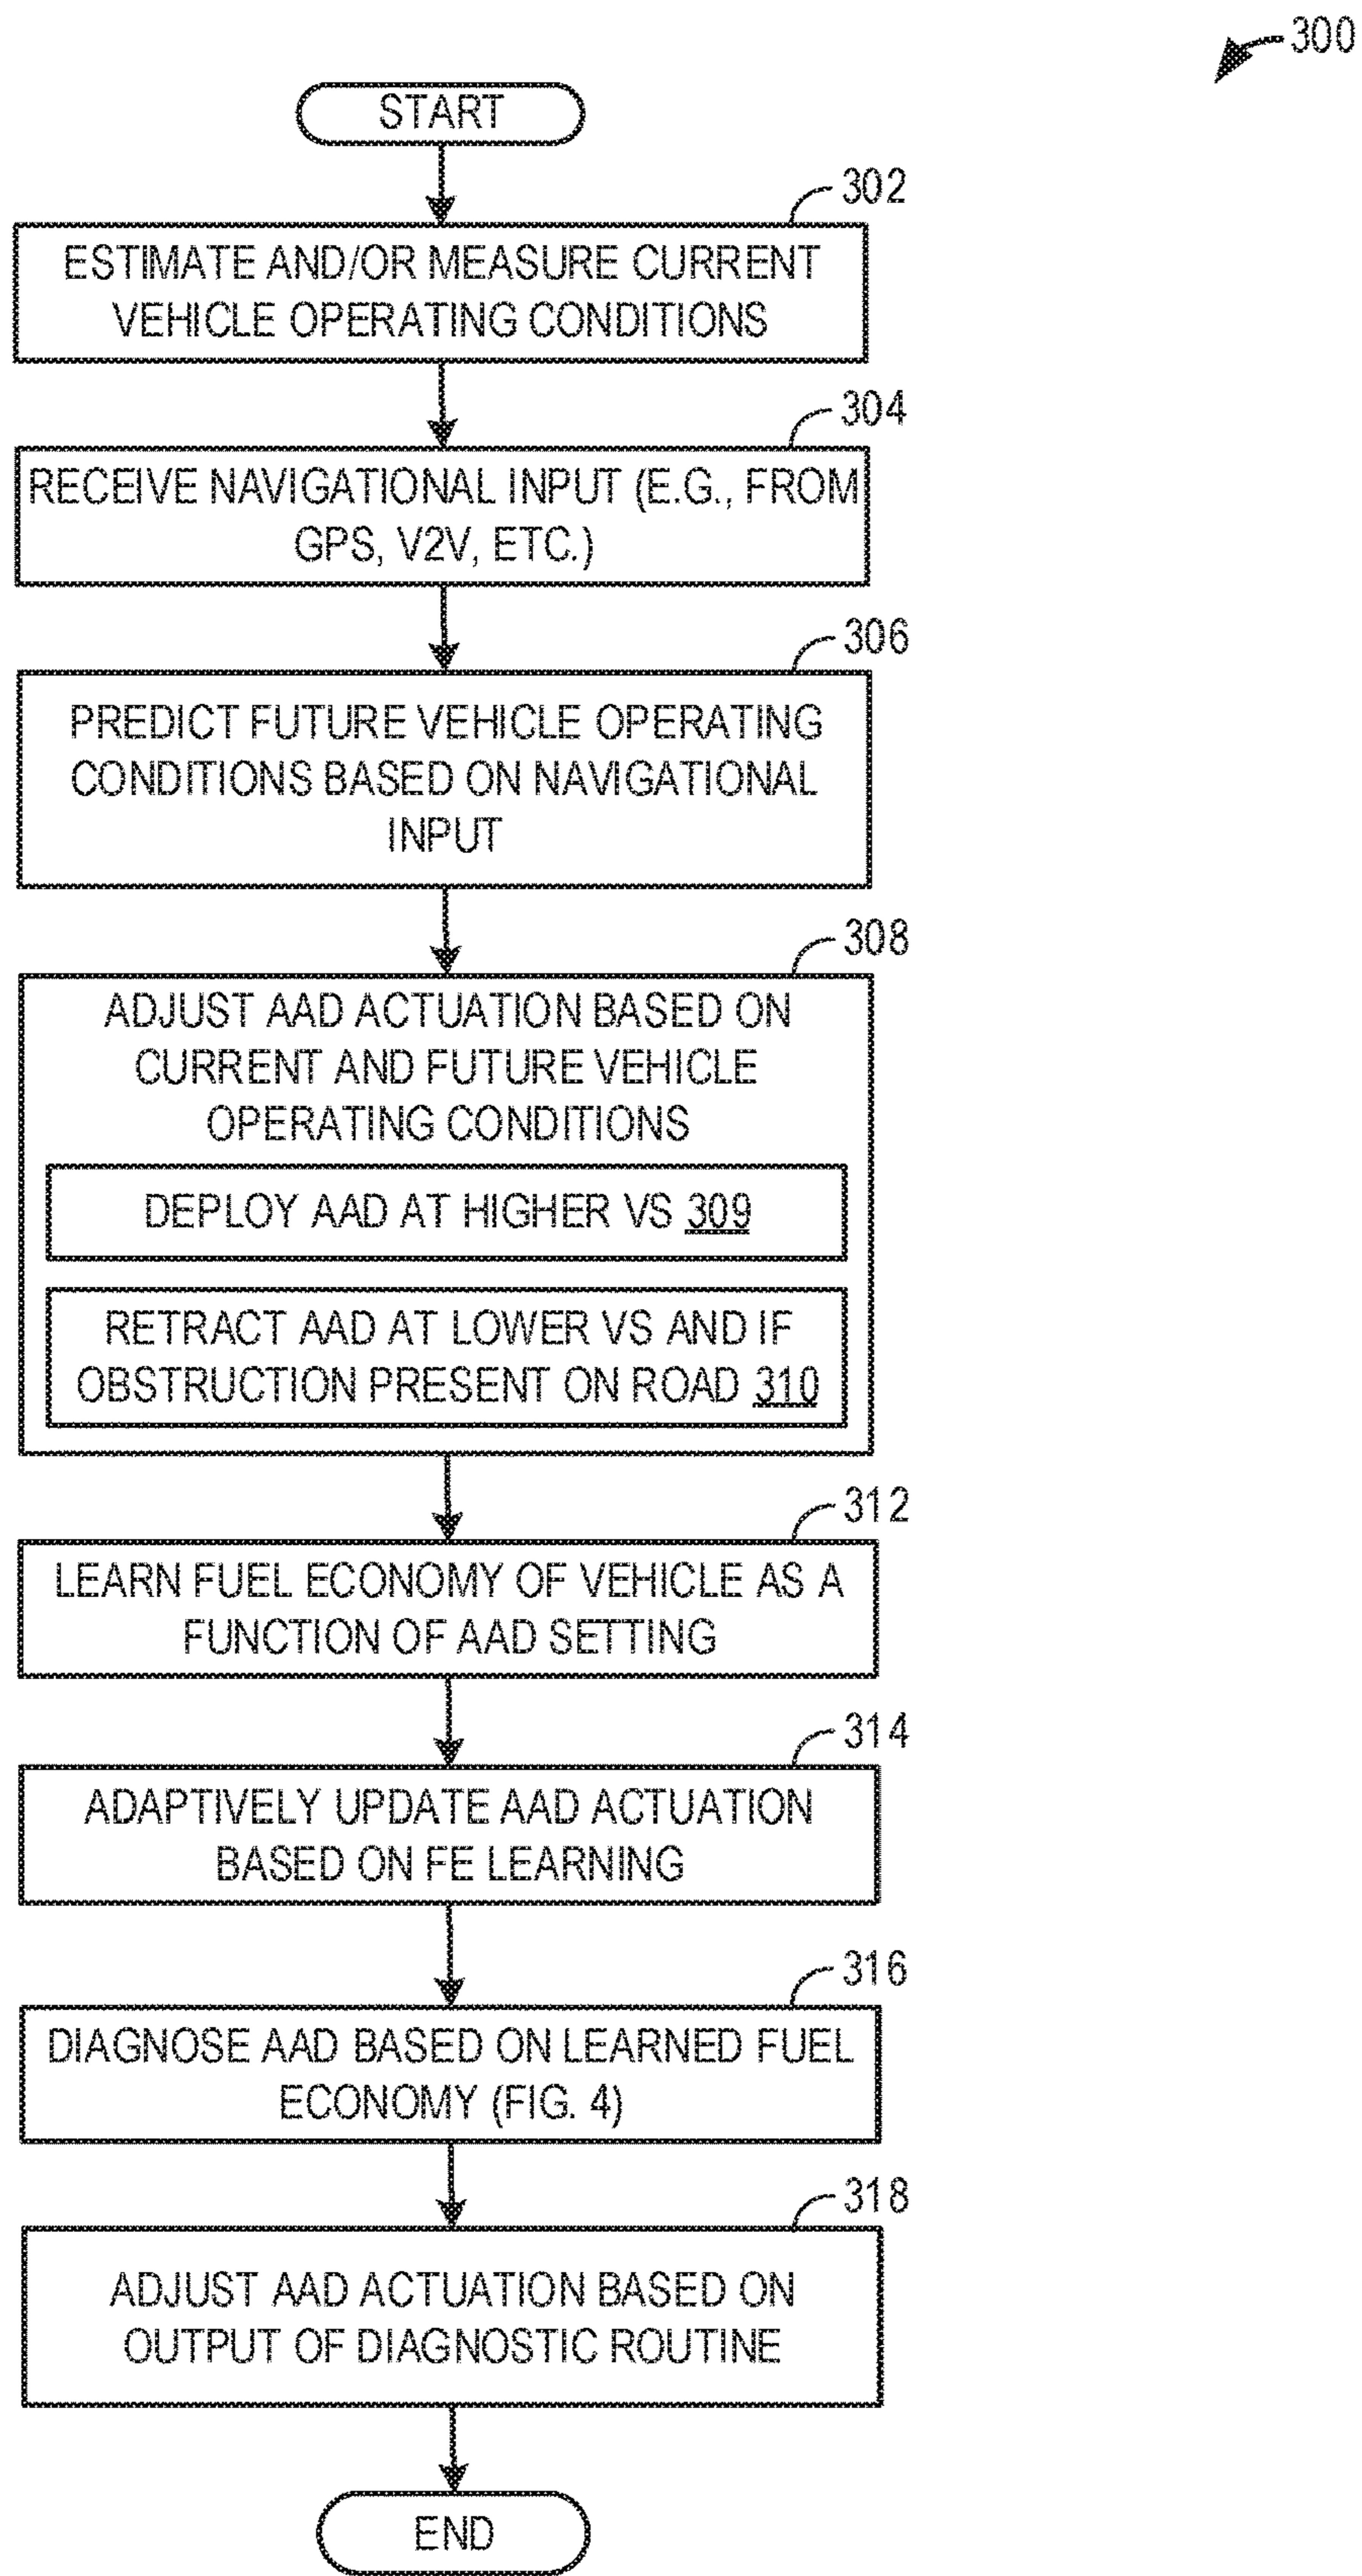 300
START
302
ESTIMATE AND/OR MEASURE CURRENT
VEHICLE OPERATING CONDITIONS
304
RECEIVE NAVIGATIONAL INPUT (E.G., FROM
GPS, V2V, ETC.)
306
PREDICT FUTURE VEHICLE OPERATING
CONDITIONS BASED ON NAVIGATIONAL
INPUT
308
ADJUST AAD ACTUATION BASED ON
CURRENT AND FUTURE VEHICLE
OPERATING CONDITIONS
DEPLOY AAD AT HIGHER VS 309
RETRACT AAD AT LOWER VS AND IF
OBSTRUCTION PRESENT ON ROAD 310
312
LEARN FUEL ECONOMY OF VEHICLE AS A
FUNCTION OF AAD SETTING
314
ADAPTIVELY UPDATE AAD ACTUATION
BASED ON FE LEARNING
316
DIAGNOSE AAD BASED ON LEARNED FUEL
ECONOMY (FIG. 4)
318
ADJUST AAD ACTUATION BASED ON
OUTPUT OF DIAGNOSTIC ROUTINE
END